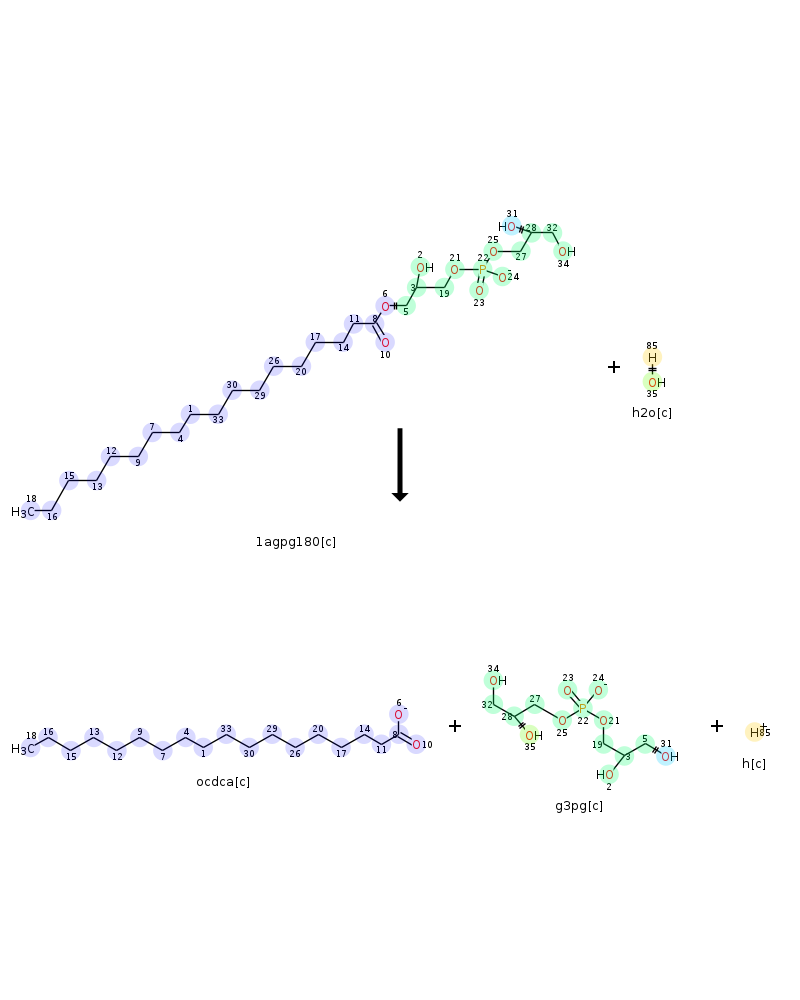 31
HO 28 32
25
2 22 27 OH
OH 21 O 34
O P O - 24
3 O
6 19 23
O 5
11 8
17 O
14 10
26
20
30
29
1
33
7
4
12
9
15
13
18
H3C 16
85
H
+
OH
35
h2o[c]
1agpg180[c]
6
O -
18 16 13 9 4 33 29 20 14 8
H3C 15 12 7 1 30 26 17 11 O 10
ocdca[c]
+
34
OH
32 27
28 OH
35
23 24
O O -
P
O 22 O 21
25
19 5 31
3 OH
HO
2
g3pg[c]
+
H + 85
h[c]